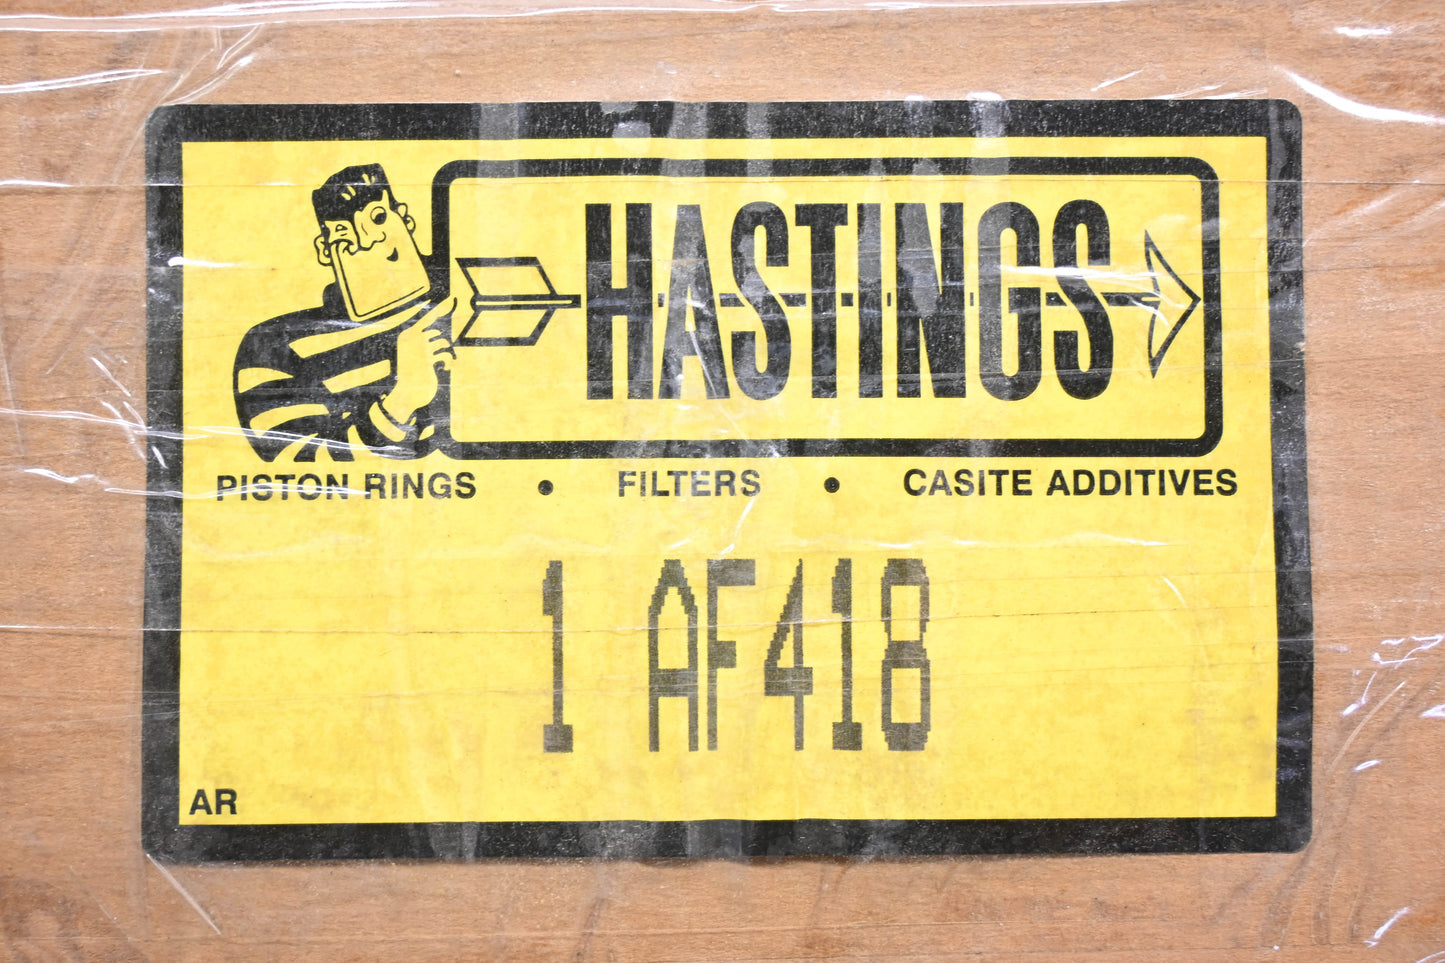 HASTINGS
PISTON RINGS • FILTERS • CASITE ADDITIVES
1 AF418
AR